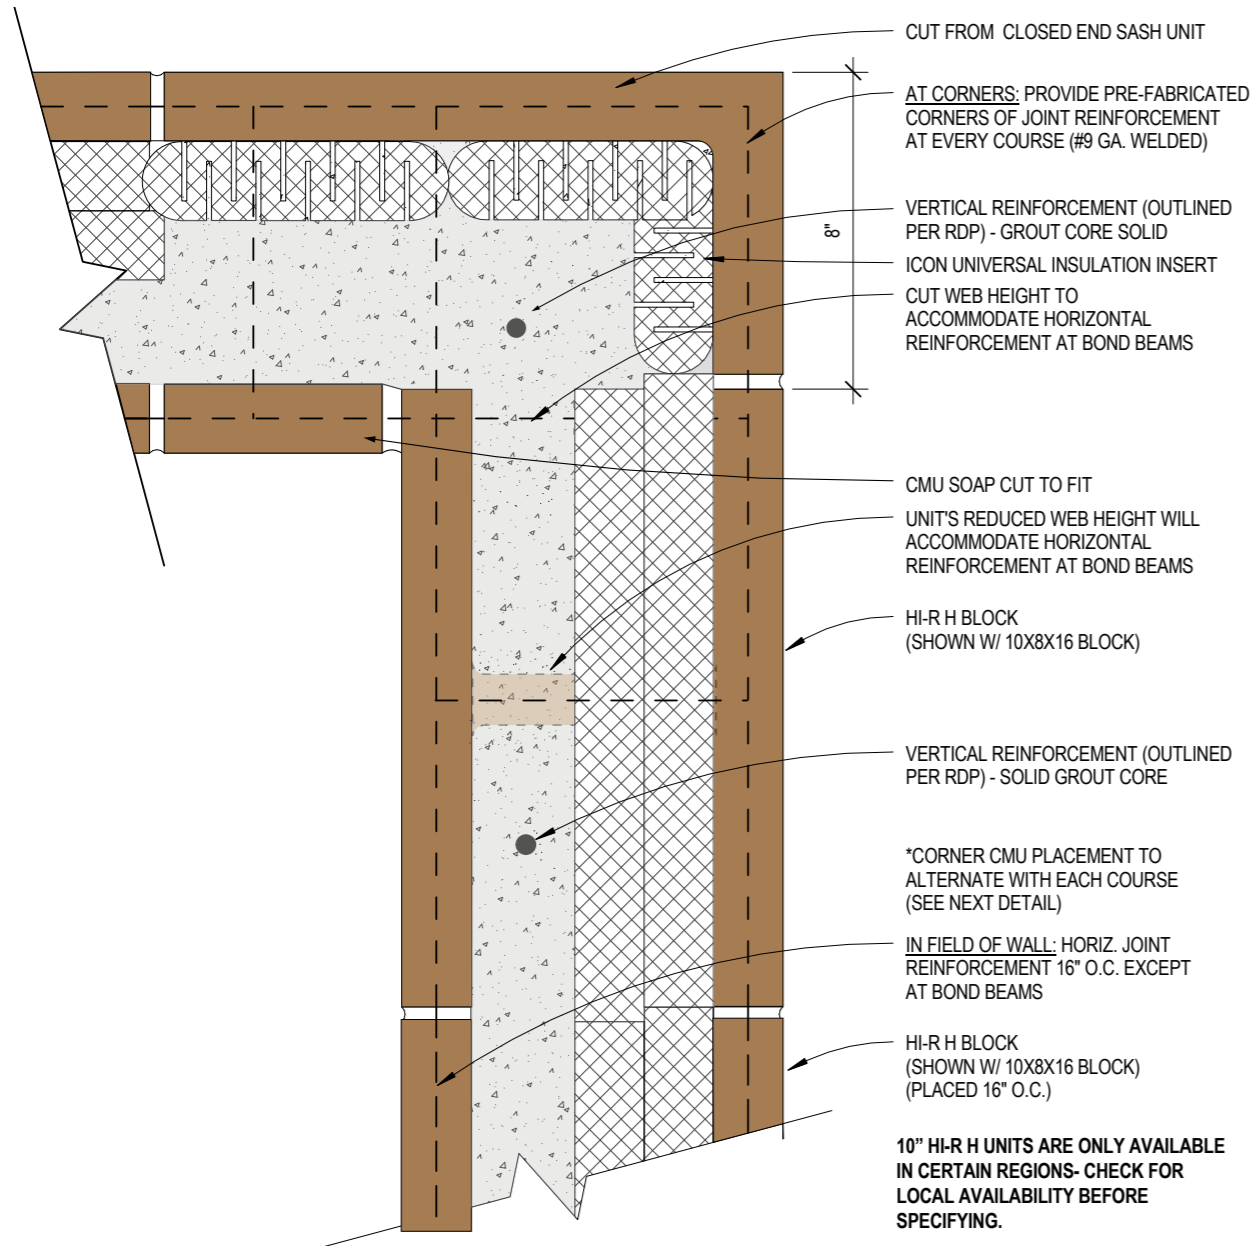 CUT FROM CLOSED END SASH UNIT
AT CORNERS: PROVIDE PRE-FABRICATED
CORNERS OF JOINT REINFORCEMENT
AT EVERY COURSE (#9 GA. WELDED)
8"
VERTICAL REINFORCEMENT (OUTLINED
PER RDP) - GROUT CORE SOLID
ICON UNIVERSAL INSULATION INSERT
CUT WEB HEIGHT TO
ACCOMMODATE HORIZONTAL
REINFORCEMENT AT BOND BEAMS
CMU SOAP CUT TO FIT
UNIT'S REDUCED WEB HEIGHT WILL
ACCOMMODATE HORIZONTAL
REINFORCEMENT AT BOND BEAMS
HI-R H BLOCK
(SHOWN W/ 10X8X16 BLOCK)
VERTICAL REINFORCEMENT (OUTLINED
PER RDP) - SOLID GROUT CORE
*CORNER CMU PLACEMENT TO
ALTERNATE WITH EACH COURSE
(SEE NEXT DETAIL)
IN FIELD OF WALL: HORIZ. JOINT
REINFORCEMENT 16" O.C. EXCEPT
AT BOND BEAMS
HI-R H BLOCK
(SHOWN W/ 10X8X16 BLOCK)
(PLACED 16" O.C.)
10” HI-R H UNITS ARE ONLY AVAILABLE
IN CERTAIN REGIONS- CHECK FOR
LOCAL AVAILABILITY BEFORE
SPECIFYING.